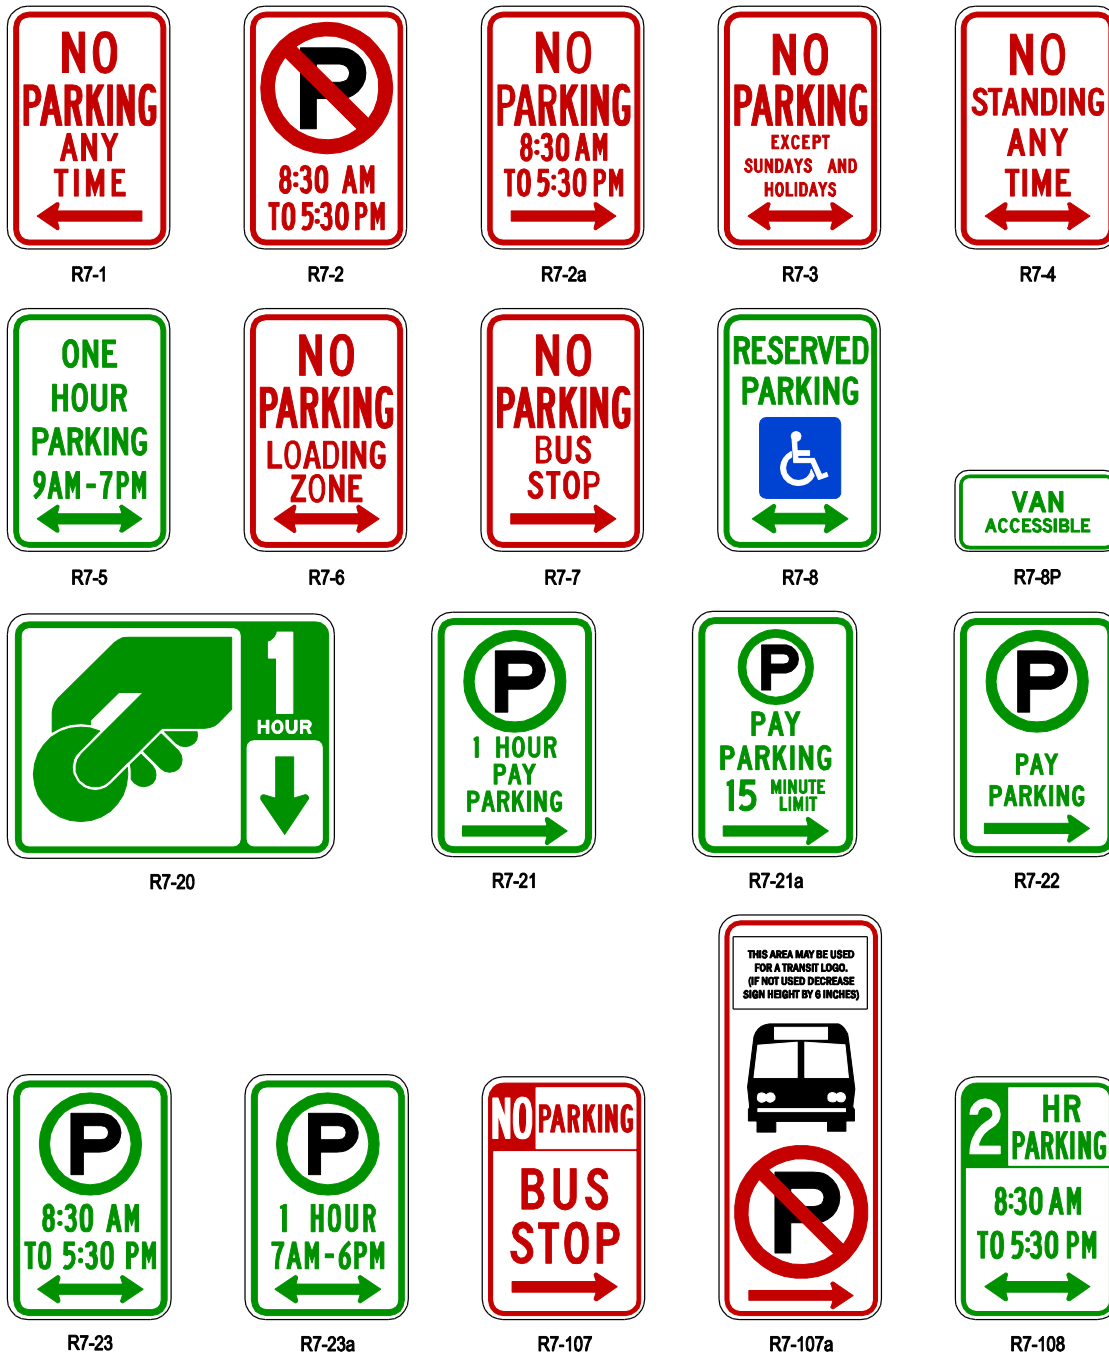 NO
PARKING
ANY
TIME
R7-1
P
8:30 AM
TO 5:30 PM
R7-2
NO
PARKING
8:30 AM
TO 5:30 PM
R7-2a
NO
PARKING
EXCEPT
SUNDAYS AND
HOLIDAYS
R7-3
NO
STANDING
ANY
TIME
R7-4
ONE
HOUR
PARKING
9AM-7PM
R7-5
NO
PARKING
LOADING
ZONE
R7-6
NO
PARKING
BUS
STOP
R7-7
RESERVED
PARKING
R7-8
VAN
ACCESSIBLE
R7-8P
1
HOUR
R7-20
P
1 HOUR
PAY
PARKING
R7-21
P
PAY
PARKING
15 MINUTE
LIMIT
R7-21a
P
PAY
PARKING
R7-22
P
8:30 AM
TO 5:30 PM
R7-23
P
1 HOUR
7AM-6PM
R7-23a
NO PARKING
BUS
STOP
R7-107
THIS AREA MAY BE USED
FOR A TRANSIT LOGO.
(IF NOT USED DECREASE
SIGN HEIGHT BY 6 INCHES)
P
R7-107a
2 HR
PARKING
8:30 AM
TO 5:30 PM
R7-108